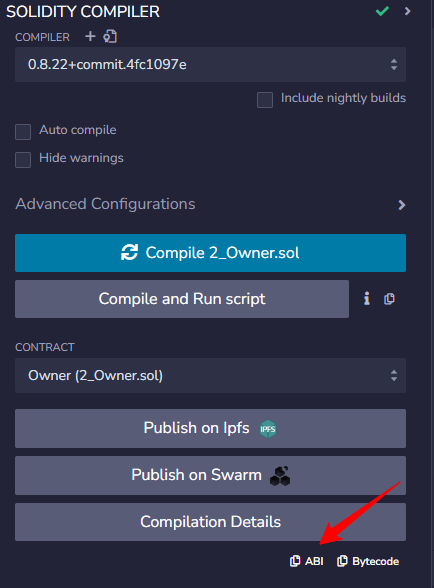 SOLIDITY COMPILER
COMPILER
0.8.22+commit.4fc1097e
Include nightly builds
Auto compile
Hide warnings
Advanced Configurations
Compile 2_Owner.sol
Compile and Run script
CONTRACT
Owner (2_Owner.sol)
Publish on Ipfs IPFS
Publish on Swarm
Compilation Details
ABI Bytecode